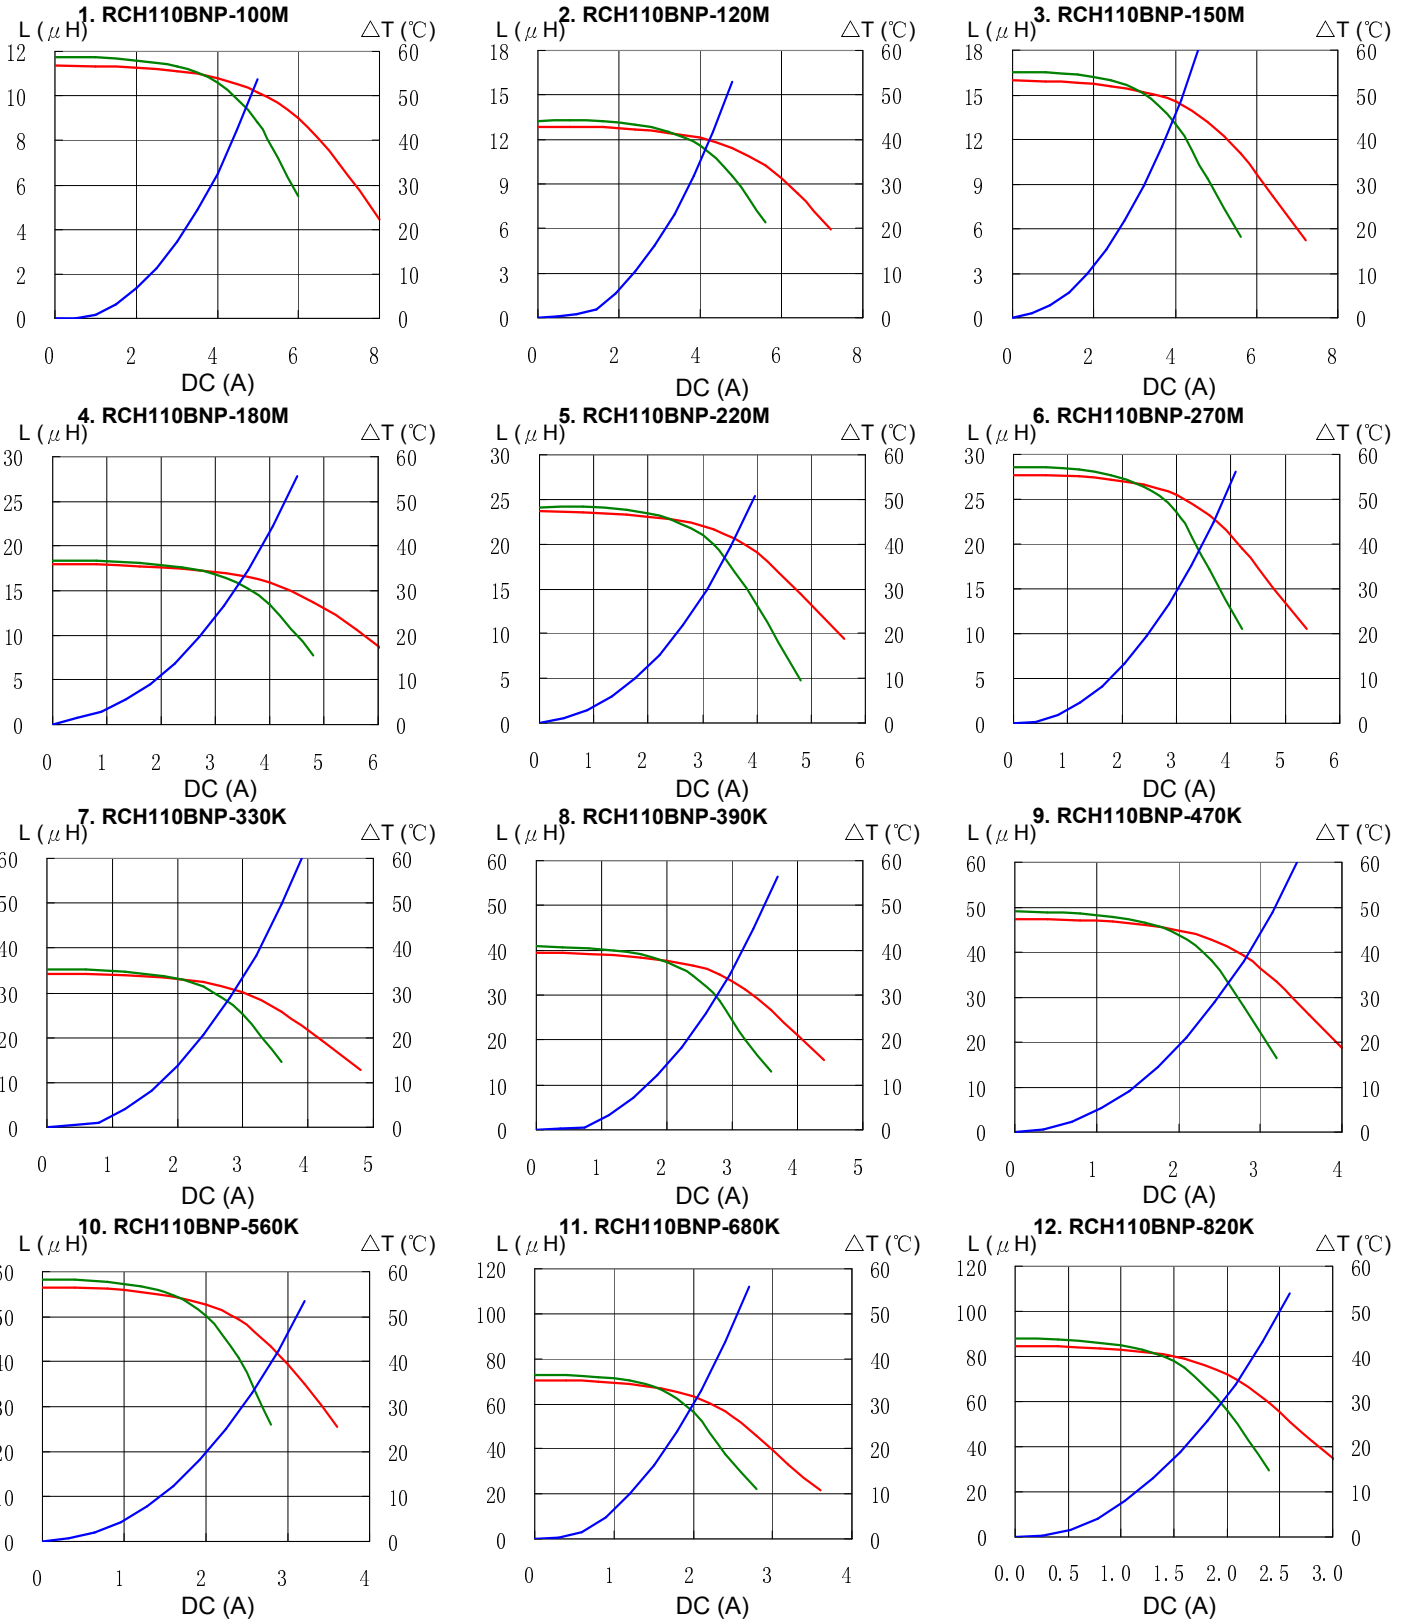 1. RCH110BNP-100M
L (μH) △T (℃)
12 60
10 50
8 40
6 30
4 20
2 10
0 0
0 2 4 6 8
DC (A)
2. RCH110BNP-120M
L (μH) △T (℃)
18 60
15 50
12 40
9 30
6 20
3 10
0 0
0 2 4 6 8
DC (A)
3. RCH110BNP-150M
L (μH) △T (℃)
18 60
15 50
12 40
9 30
6 20
3 10
0 0
0 2 4 6 8
DC (A)
4. RCH110BNP-180M
L (μH) △T (℃)
30 60
25 50
20 40
15 30
10 20
5 10
0 0
0 1 2 3 4 5 6
DC (A)
5. RCH110BNP-220M
L (μH) △T (℃)
30 60
25 50
20 40
15 30
10 20
5 10
0 0
0 1 2 3 4 5 6
DC (A)
6. RCH110BNP-270M
L (μH) △T (℃)
30 60
25 50
20 40
15 30
10 20
5 10
0 0
0 1 2 3 4 5 6
DC (A)
7. RCH110BNP-330K
L (μH) △T (℃)
60 60
50 50
40 40
30 30
20 20
10 10
0 0
0 1 2 3 4 5
DC (A)
8. RCH110BNP-390K
L (μH) △T (℃)
60 60
50 50
40 40
30 30
20 20
10 10
0 0
0 1 2 3 4 5
DC (A)
9. RCH110BNP-470K
L (μH) △T (℃)
60 60
50 50
40 40
30 30
20 20
10 10
0 0
0 1 2 3 4
DC (A)
10. RCH110BNP-560K
L (μH) △T (℃)
60 60
50 50
40 40
30 30
20 20
10 10
0 0
0 1 2 3 4
DC (A)
11. RCH110BNP-680K
L (μH) △T (℃)
120 60
100 50
80 40
60 30
40 20
20 10
0 0
0 1 2 3 4
DC (A)
12. RCH110BNP-820K
L (μH) △T (℃)
120 60
100 50
80 40
60 30
40 20
20 10
0 0
0.0 0.5 1.0 1.5 2.0 2.5 3.0
DC (A)